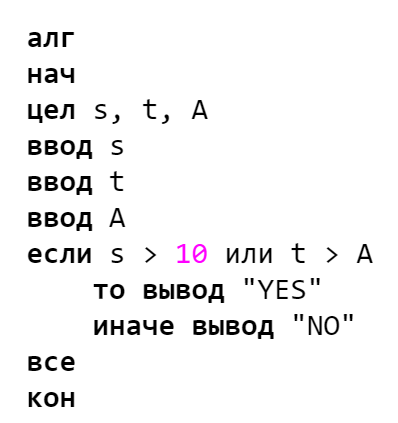 алг
нач
цел s, t, A
ввод s
ввод t
ввод A
если s > 10 или t > A
то вывод "YES"
иначе вывод "NO"
все
кон